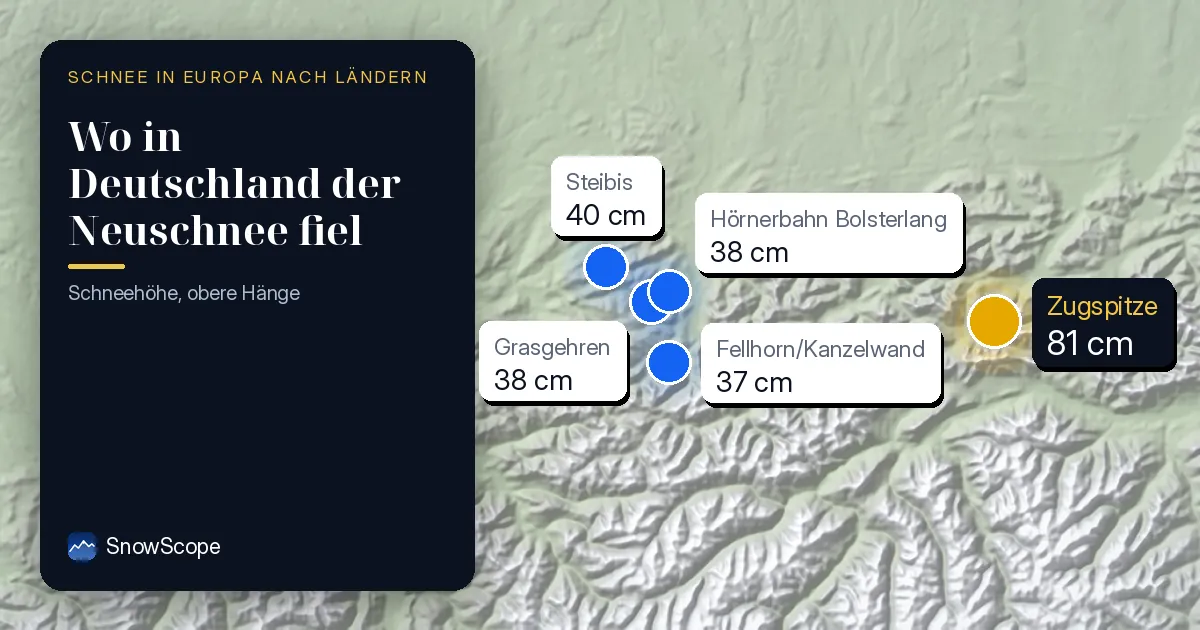 SCHNEE IN EUROPA NACH LÄNDERN
Wo in
Deutschland der
Neuschnee fiel
Schneehöhe, obere Hänge
SnowScope
Steibis
40 cm
Hörnerbahn Bolsterlang
38 cm
Grasgehren
38 cm
Fellhorn/Kanzelwand
37 cm
Zugspitze
81 cm